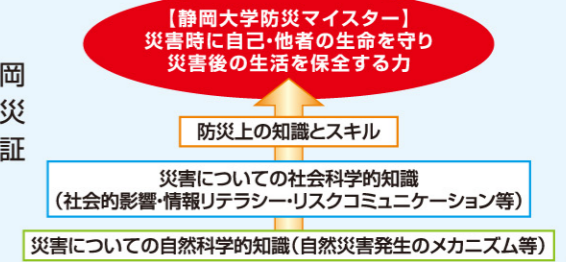 【静岡大学防災マイスター】
災害時に自己・他者の生命を守り
災害後の生活を保全する力
岡
災
証
防災上の知識とスキル
災害についての社会科学的知識
（社会的影響・情報リテラシー・リスクコミュニケーション等）
災害についての自然科学的知識（自然災害発生のメカニズム等）